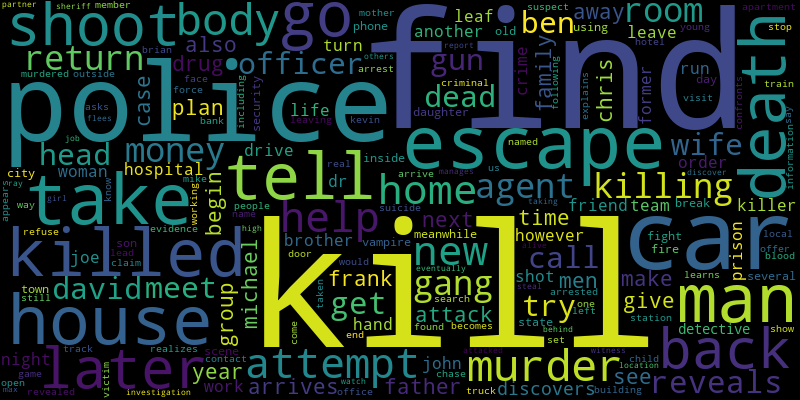 partner
sheriff
member
suspect
mother
apartment
shoot
body
go
find
phone
leaf
away
room
young
stop
another
old
using
ben
leave
death
police
also
turn
hotel
murdered
outside
brian
others
report
return
officer
gun
crime
family
chris
former
run
day
visit
train
drug
face
force
arrest
criminal
following
explains
confronts
case
including
security
life
dead
asks
flees
plan
bank
leaving
kevin
daughter
job
money
drive
inside
named
us
escape
wife
order
discover
information
say
head
woman
hospital
dr
real
arrive
manages
tell
home
agent
killing
killer
city
ray
way
know
mike
working
people
suicide
taking
friend
team
break
take
girl
name
help
next
time
appears
refuse
evidence
high
brother
vampire
meanwhile
however
fight
fire
local
offer
blood
prison
car
killed
begin
son
lead
claim
joe
door
would
kill
new
call
town
still
david
meet
michael
frank
eventually
gang
shot
men
make
learns
several
man
group
taken
get
search
steal
allow
arrested
try
one
left
give
station
house
come
hand
attack
found
becomes
state
behind
set
detective
show
night
track
realizes
scene
end
attacked
witness
back
later
game
contact
attempt
john
murder
see
child
location
open
max
revealed
victim
year
work
watch
chase
arrives
office
father
truck
discovers
building
reveals
investigation